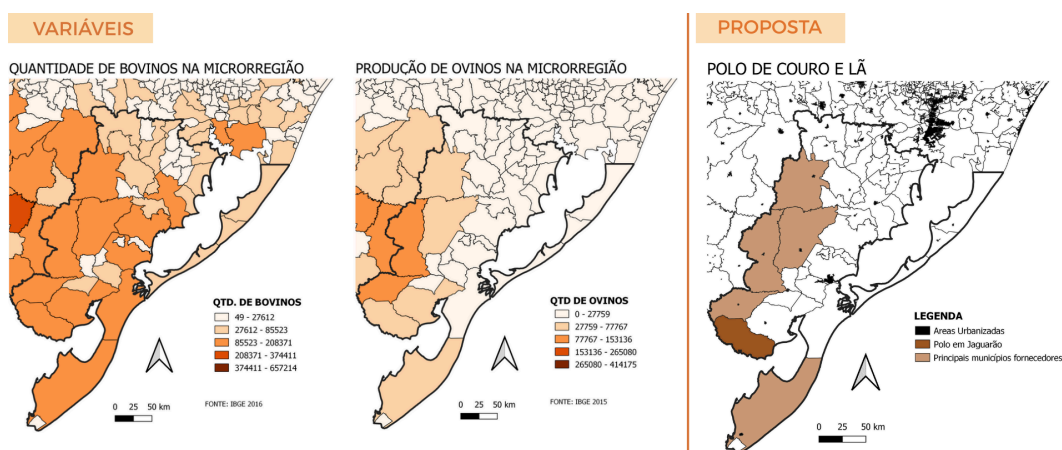 VARIÁVEIS
QUANTIDADE DE BOVINOS NA MICRORREGIÃO
QTD. DE BOVINOS
49 - 27612
27612 - 85523
85523 - 208371
208371 - 374411
374411 - 657214
0 25 50 km
FONTE: IBGE 2016
PRODUÇÃO DE OVINOS NA MICRORREGIÃO
QTD DE OVINOS
0 - 27759
27759 - 77767
77767 - 153136
153136 - 265080
265080 - 414175
0 25 50 km
FONTE: IBGE 2015
PROPOSTA
POLO DE COURO E LÃ
LEGENDA
Areas Urbanizadas
Polo em Jaguarão
Principais municípios fornecedores
0 25 50 km